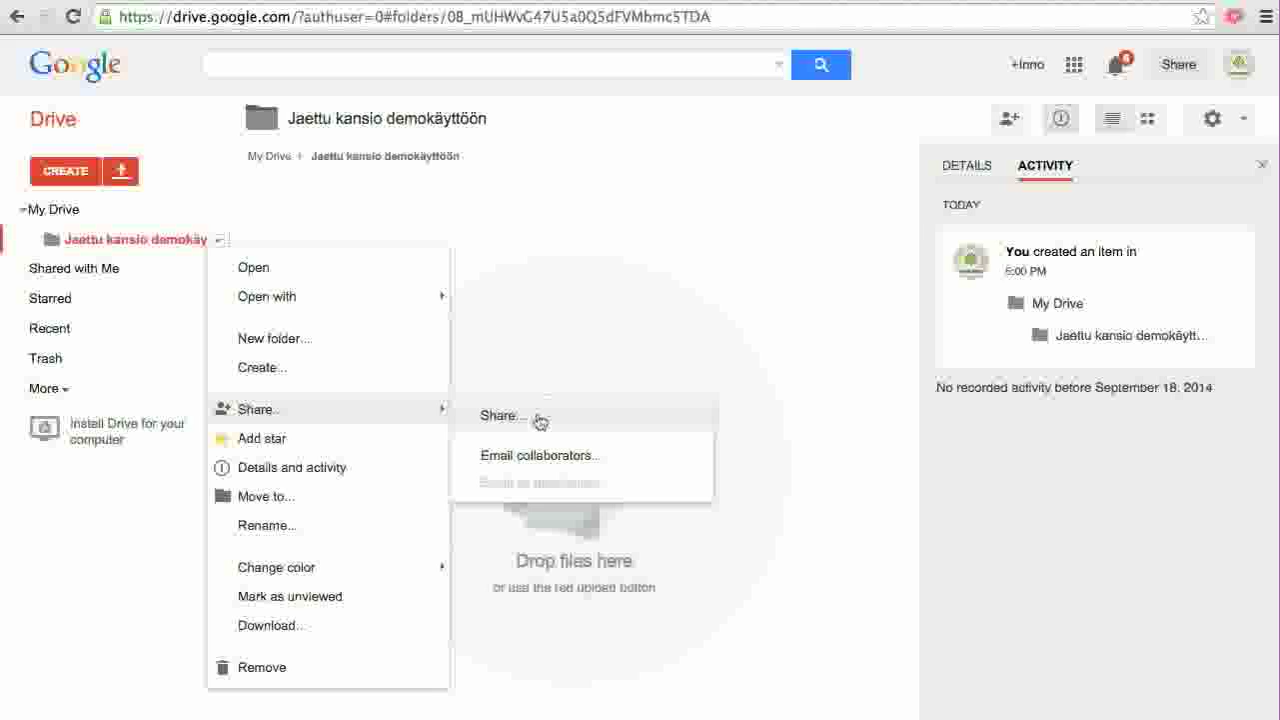 https://drive.google.com/?authuser=0#folders/08_mUHWvG47U5a0Q5dFVMbmc5TDA
Google
+Inno
Share
Drive
Jaettu kansio demokäyttöön
My Drive
Jaettu kansio demokäyttöön
CREATE
My Drive
Jaettu kansio demokäy
Shared with Me
Starred
Recent
Trash
More
Install Drive for your
computer
Open
Open with
New folder...
Create...
Share...
Add star
Details and activity
Move to...
Rename...
Change color
Mark as unviewed
Download...
Remove
Share...
Email collaborators...
Drop files here
or use the red upload button
DETAILS
ACTIVITY
TODAY
You created an item in
6:00 PM
My Drive
Jaettu kansio demokäytt...
No recorded activity before September 18, 2014